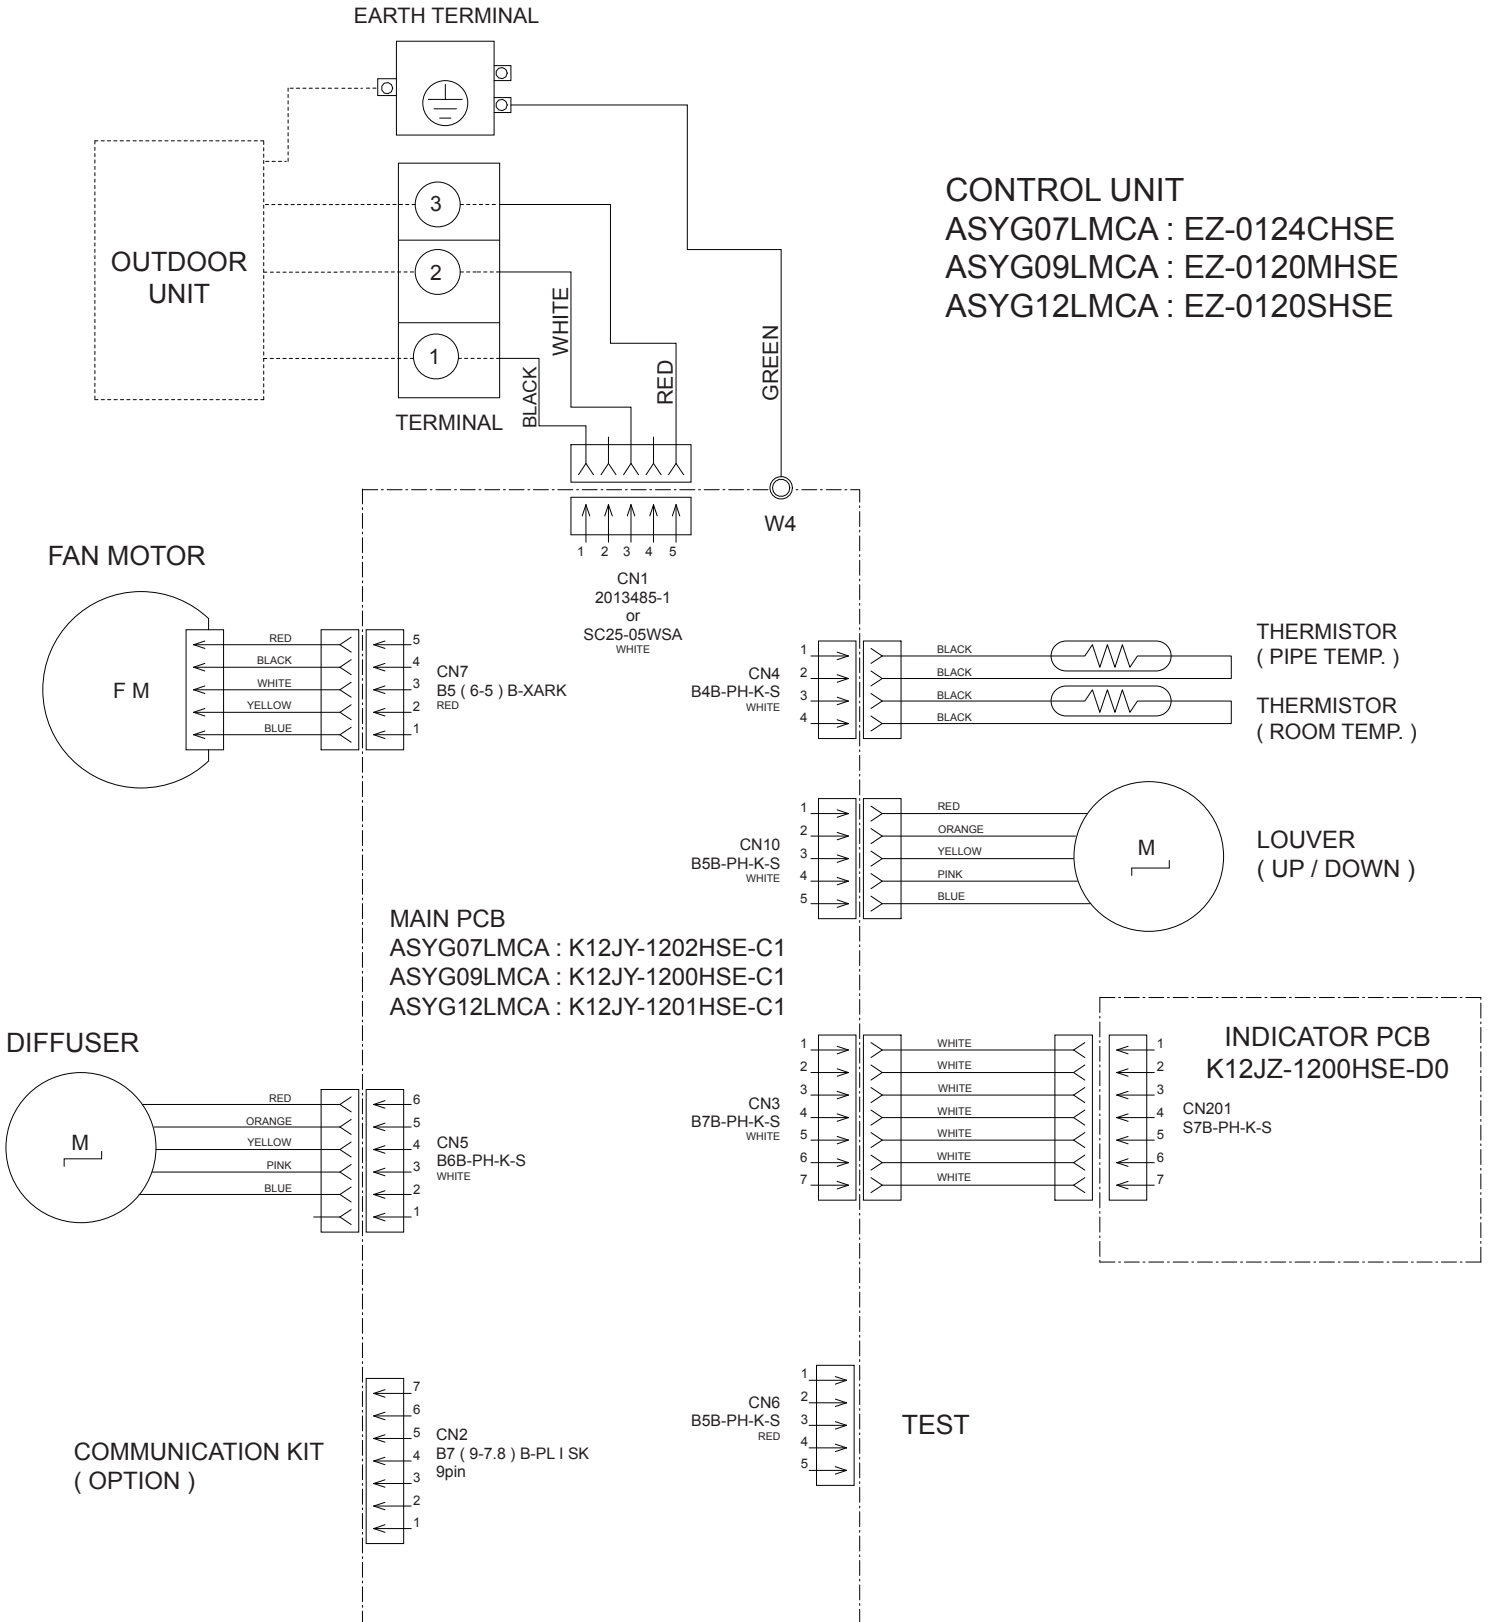 EARTH TERMINAL
OUTDOOR
UNIT
3
2
1
TERMINAL
BLACK
WHITE
RED
GREEN
CONTROL UNIT
ASYG07LMCA : EZ-0124CHSE
ASYG09LMCA : EZ-0120MHSE
ASYG12LMCA : EZ-0120SHSE
W4
1 2 3 4 5
CN1
2013485-1
or
SC25-05WSA
WHITE
FAN MOTOR
F M
RED
BLACK
WHITE
YELLOW
BLUE
5
4
3
2
1
CN7
B5 ( 6-5 ) B-XARK
RED
1
2
3
4
CN4
B4B-PH-K-S
WHITE
BLACK
BLACK
BLACK
BLACK
THERMISTOR
( PIPE TEMP. )
THERMISTOR
( ROOM TEMP. )
1
2
3
4
5
CN10
B5B-PH-K-S
WHITE
RED
ORANGE
YELLOW
PINK
BLUE
M
LOUVER
( UP / DOWN )
MAIN PCB
ASYG07LMCA : K12JY-1202HSE-C1
ASYG09LMCA : K12JY-1200HSE-C1
ASYG12LMCA : K12JY-1201HSE-C1
DIFFUSER
M
RED
ORANGE
YELLOW
PINK
BLUE
6
5
4
3
2
1
CN5
B6B-PH-K-S
WHITE
1
2
3
4
5
6
7
CN3
B7B-PH-K-S
WHITE
WHITE
WHITE
WHITE
WHITE
WHITE
WHITE
WHITE
1
2
3
4
5
6
7
INDICATOR PCB
K12JZ-1200HSE-D0
CN201
S7B-PH-K-S
COMMUNICATION KIT
( OPTION )
7
6
5
4
3
2
1
CN2
B7 ( 9-7.8 ) B-PL I SK
9pin
1
2
3
4
5
CN6
B5B-PH-K-S
RED
TEST